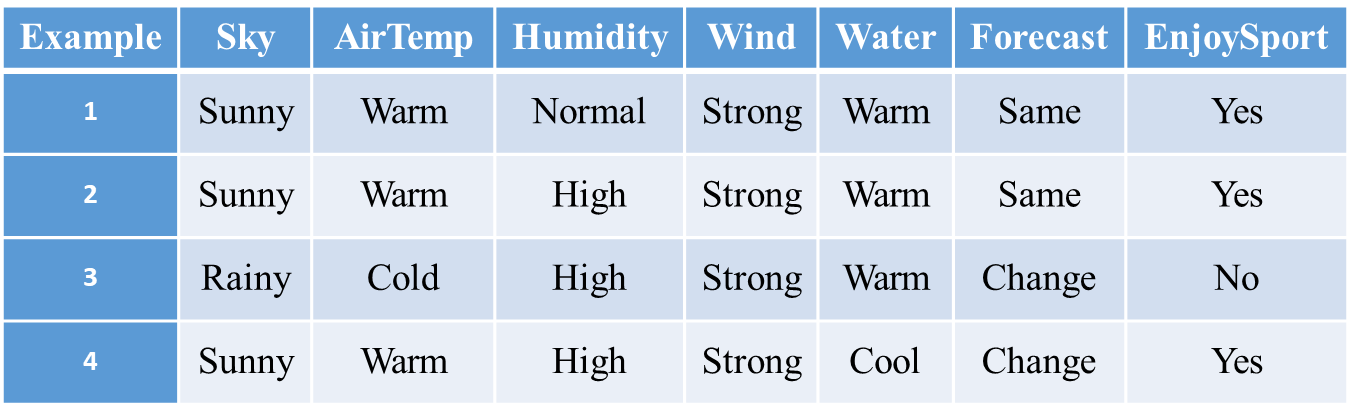 Example Sky AirTemp Humidity Wind Water Forecast EnjoySport
1 Sunny Warm Normal Strong Warm Same Yes
2 Sunny Warm High Strong Warm Same Yes
3 Rainy Cold High Strong Warm Change No
4 Sunny Warm High Strong Cool Change Yes